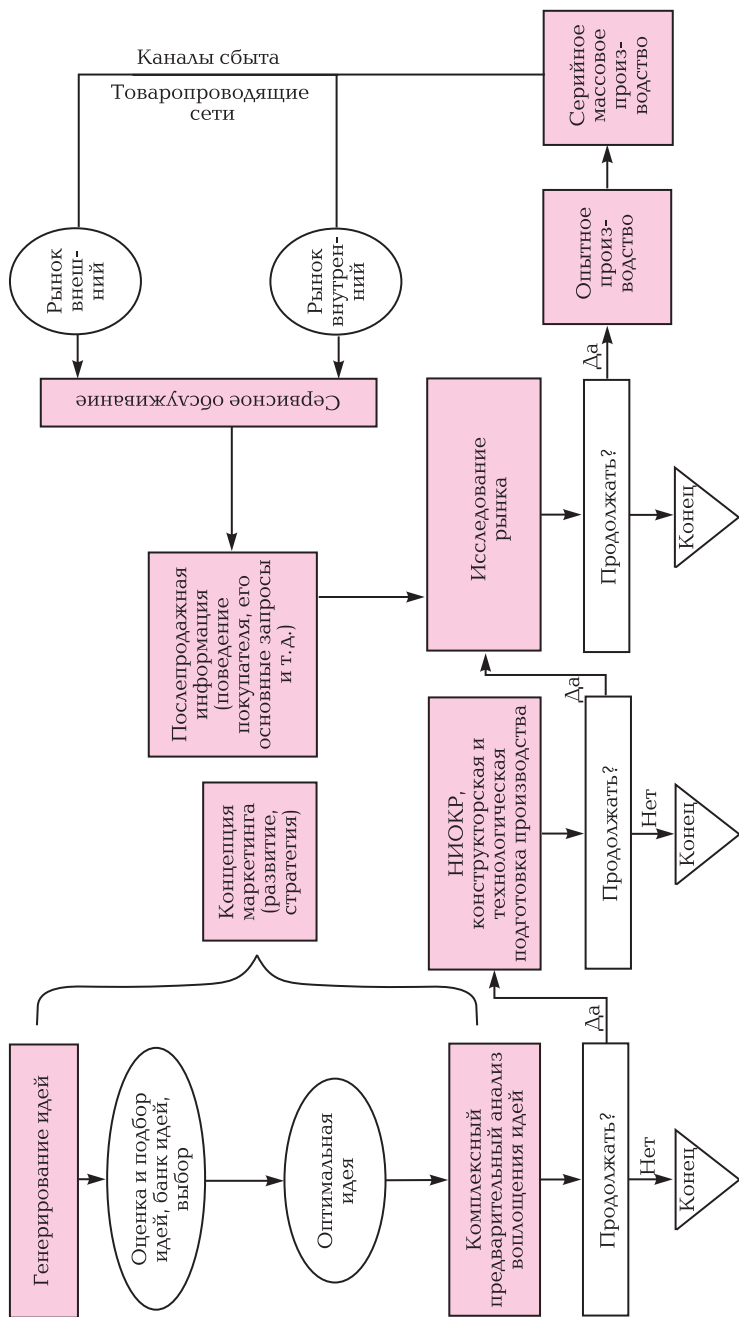 Генерирование идей
Оценка и подбор
идей, банк идей,
выбор
Оптимальная
идея
Комплексный
предварительный анализ
воплощения идей
Продолжать?
Нет
Конец
Да
Концепция
маркетинга
(развитие,
стратегия)
НИОКР,
конструкторская и
технологическая
подготовка производства
Продолжать?
Нет
Конец
Да
Послепродажная
информация
(поведение
покупателя, его
основные запросы
и т.д.)
Исследование
рынка
Продолжать?
Конец
Да
Сервисное обслуживание
Рынок
внеш-
ний
Рынок
внутрен-
ний
Каналы сбыта
Товаропроводящие
сети
Опытное
произ-
водство
Серийное
массовое
произ-
водство